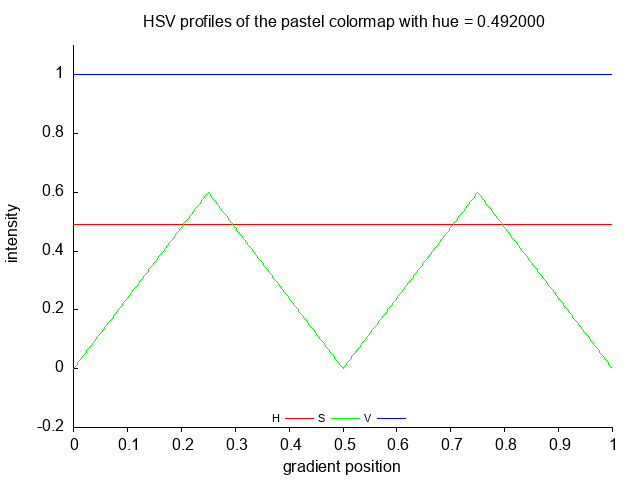 HSV profiles of the pastel colormap with hue = 0.492000
1
0.8
0.6
0.4
0.2
0
-0.2
intensity
H S V
0 0.1 0.2 0.3 0.4 0.5 0.6 0.7 0.8 0.9 1
gradient position